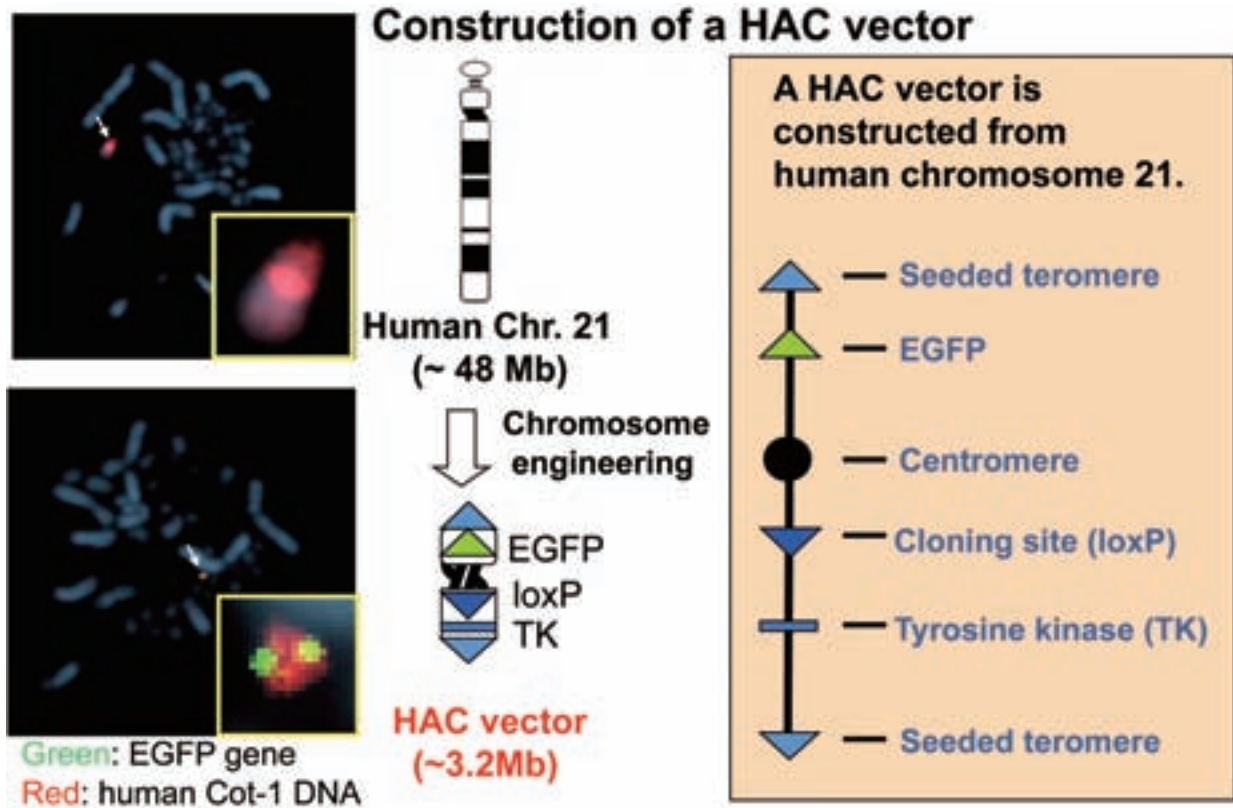 Construction of a HAC vector
Human Chr. 21
(~ 48 Mb)
Chromosome
engineering
EGFP
loxP
TK
HAC vector
(~3.2Mb)
Green: EGFP gene
Red: human Cot-1 DNA
A HAC vector is
constructed from
human chromosome 21.
Seeded teromere
EGFP
Centromere
Cloning site (loxP)
Tyrosine kinase (TK)
Seeded teromere